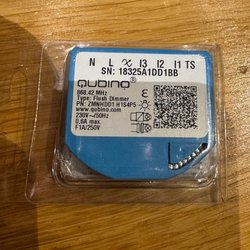 N L I3 I2 I1 TS
SN: 18325A1DD1BB
QUBINO
868.42 MHz
Type: Flush Dimmer
PN: ZMNHDD1 H1S4P5
www.qubino.com
230V~/50Hz
0,6A max.
F1A/250V